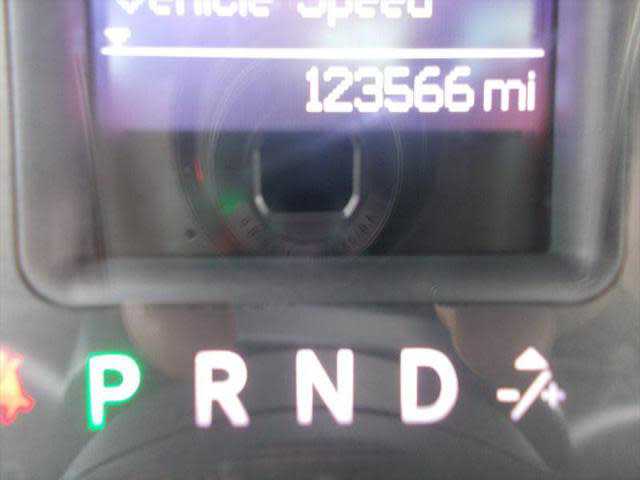 Vehicle Speed
123566 mi
P R N D -/+